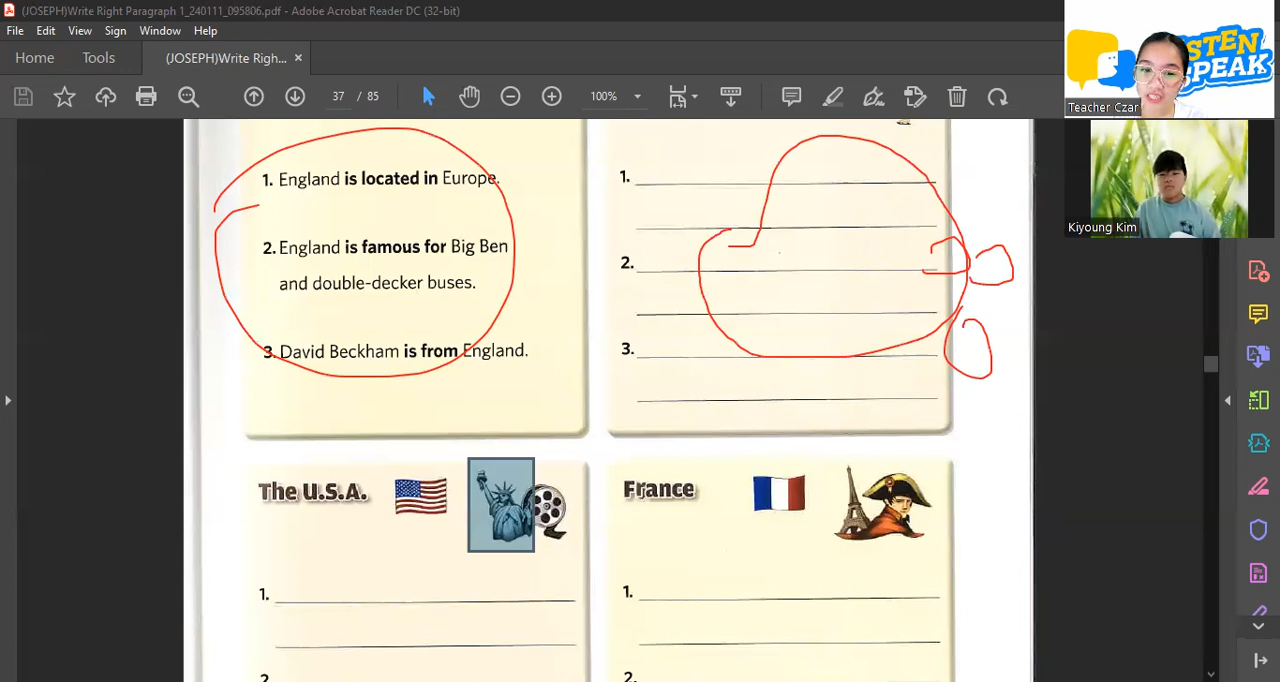 (JOSEPH)Write Right Paragraph 1_240111_095806.pdf - Adobe Acrobat Reader DC (32-bit)
File Edit View Sign Window Help
Home Tools (JOSEPH)Write Righ... ×
37 / 85 100%
1. England is located in Europe.
2. England is famous for Big Ben
and double-decker buses.
3. David Beckham is from England.
1.
2.
3.
The U.S.A.
1.
2.
France
1.
2.
STEN
PEAK
Teacher Czar
Kiyoung Kim